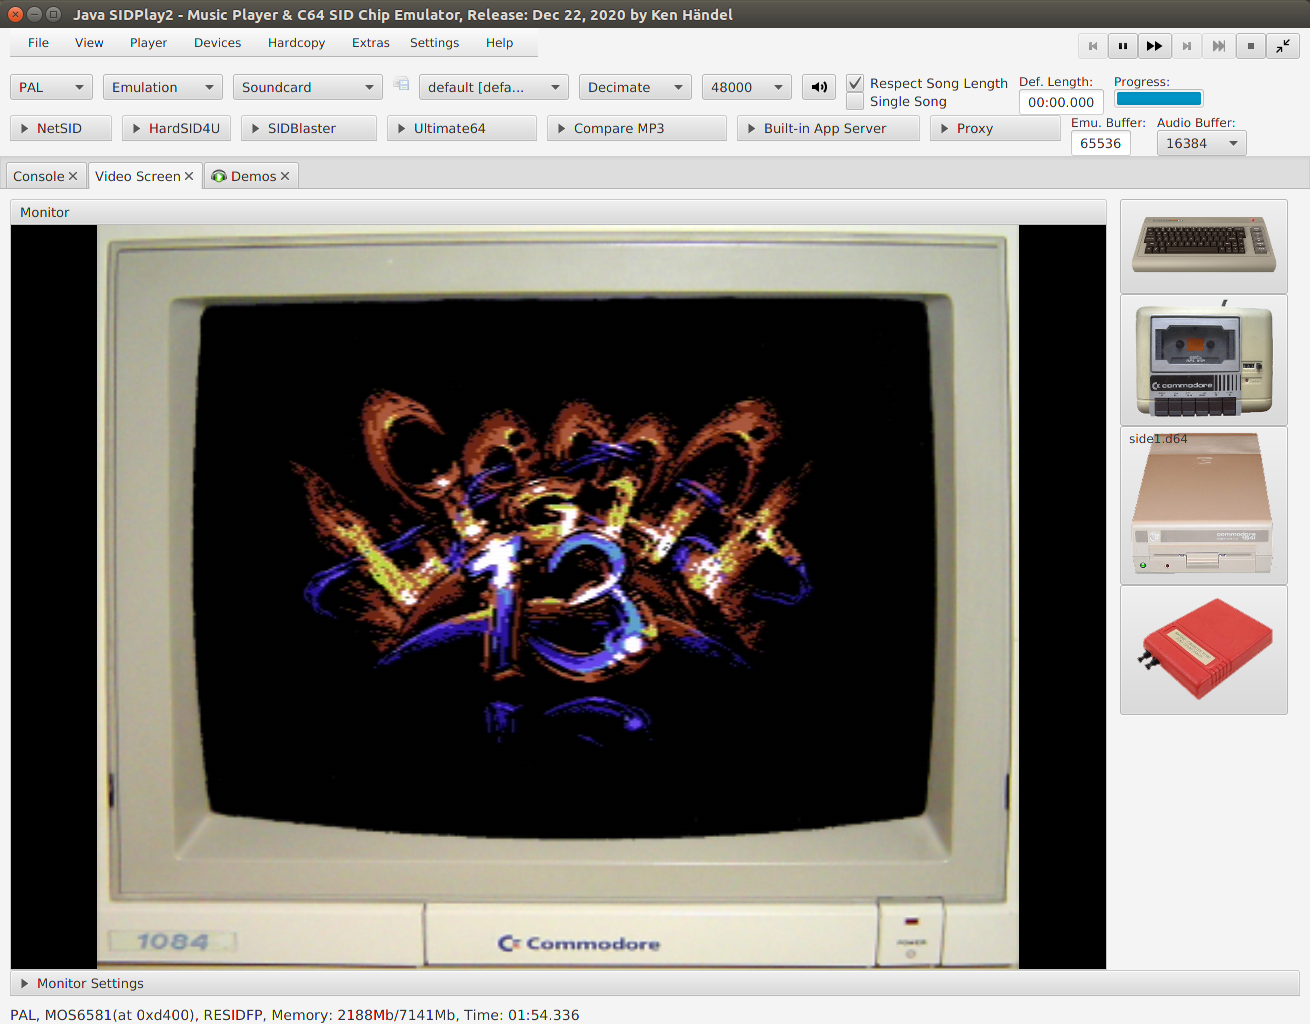 Java SIDPlay2 - Music Player & C64 SID Chip Emulator, Release: Dec 22, 2020 by Ken Händel
File View Player Devices Hardcopy Extras Settings Help
PAL Emulation Soundcard default [defa... Decimate 48000 Respect Song Length Def. Length: Progress:
Single Song 00:00.000
NetSID HardSID4U SIDBlaster Ultimate64 Compare MP3 Built-in App Server Proxy Emu. Buffer: Audio Buffer:
65536 16384
Console Video Screen Demos
Monitor
commodore
side1.d64
commodore
13
1084 Commodore POWER
Monitor Settings
PAL, MOS6581(at 0xd400), RESIDFP, Memory: 2188Mb/7141Mb, Time: 01:54.336